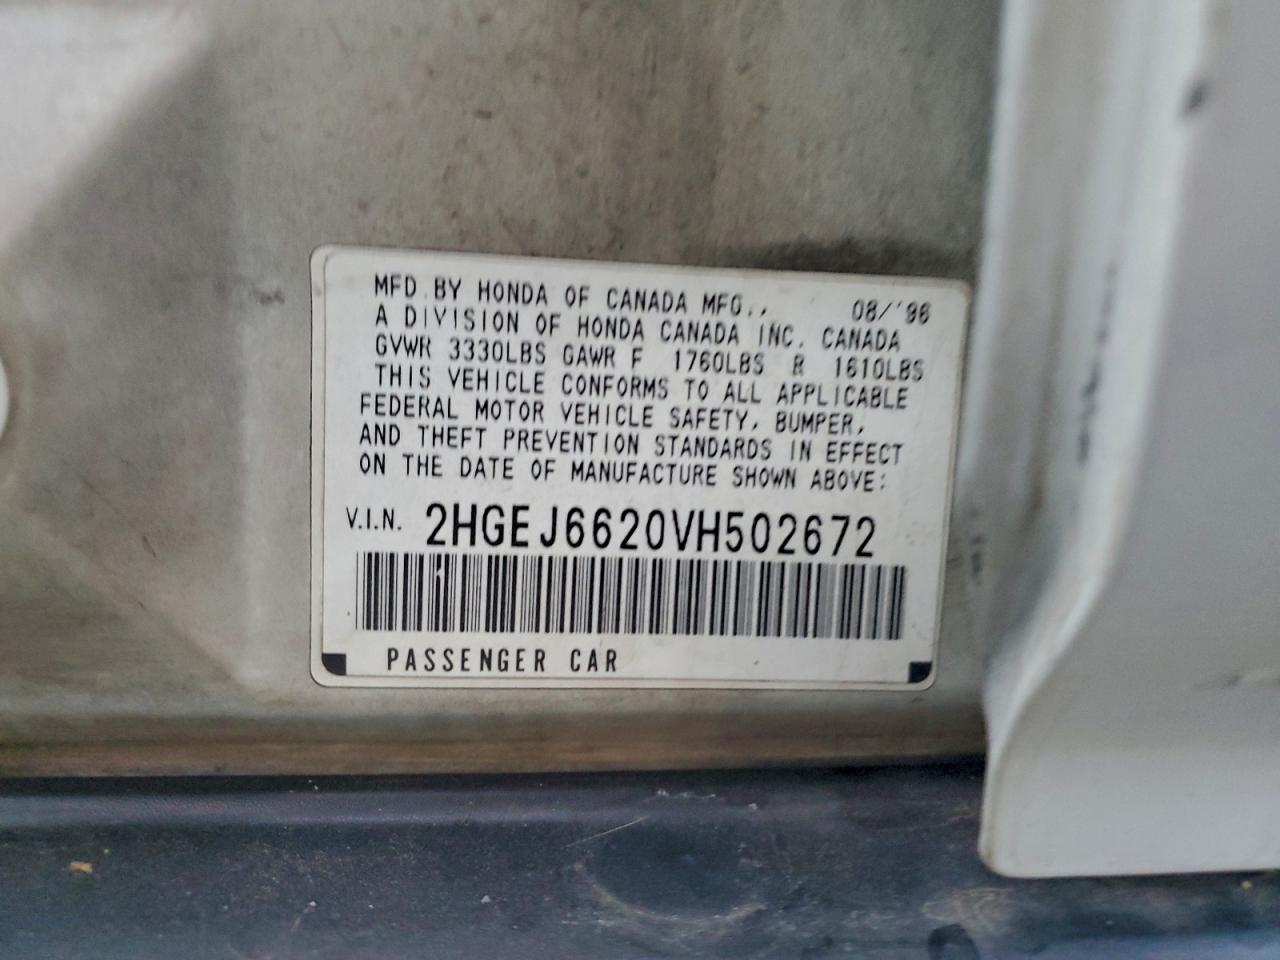 MFD. BY HONDA OF CANADA MFG., 08/'96
A DIVISION OF HONDA CANADA INC. CANADA
GVWR 3330LBS GAWR F 1760LBS R 1610LBS
THIS VEHICLE CONFORMS TO ALL APPLICABLE
FEDERAL MOTOR VEHICLE SAFETY, BUMPER,
AND THEFT PREVENTION STANDARDS IN EFFECT
ON THE DATE OF MANUFACTURE SHOWN ABOVE:
V.I.N. 2HGEJ6620VH502672
PASSENGER CAR